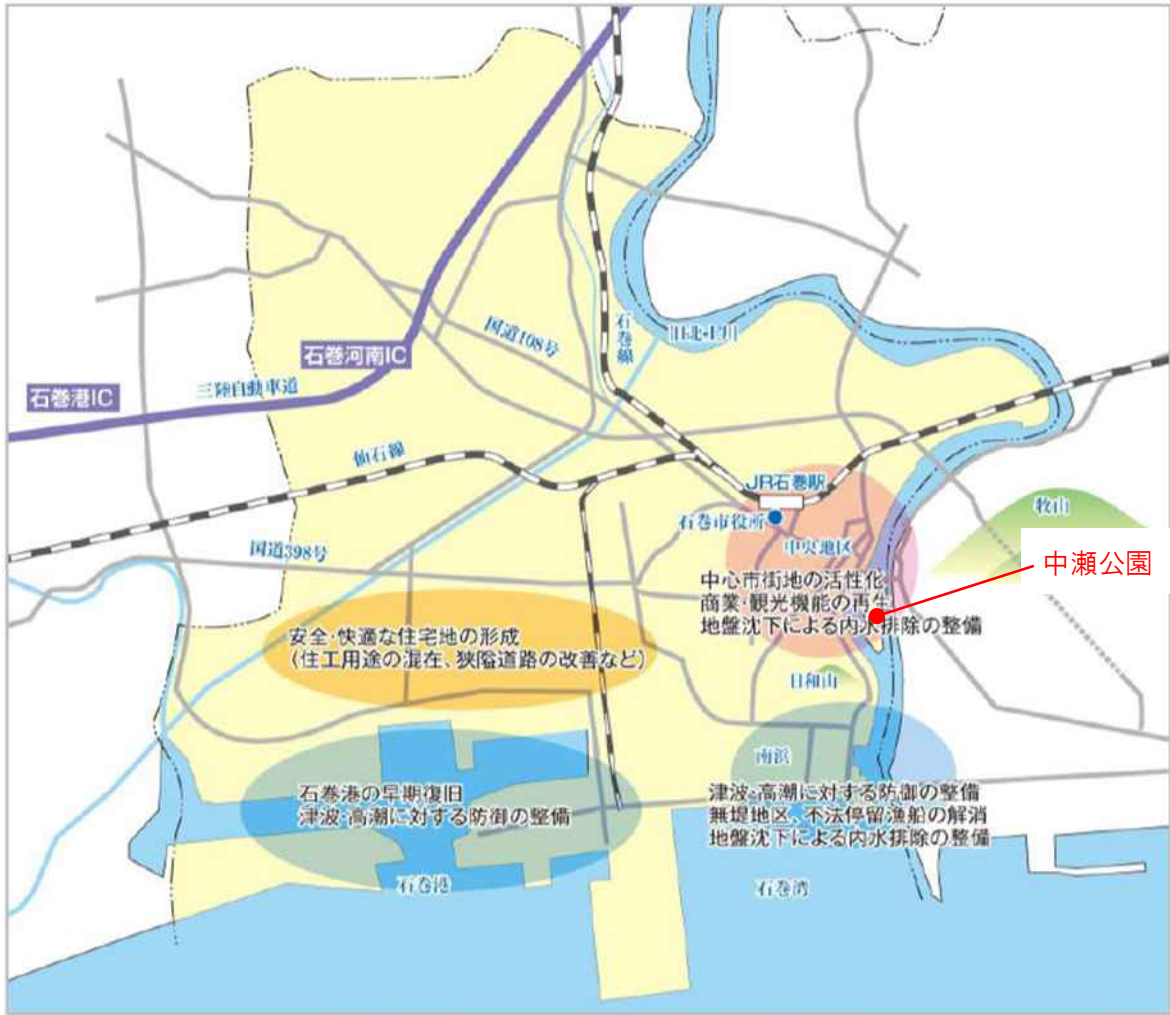 国道108号
石巻線
旧北上川
石巻河南IC
石巻港IC
三陸自動車道
仙石線
JR石巻駅
石巻市役所
中央地区
牧山
国道398号
中瀬公園
中心市街地の活性化
商業・観光機能の再生
地盤沈下による内水排除の整備
安全・快適な住宅地の形成
(住工用途の混在、狭隘道路の改善など)
日和山
南浜
石巻港の早期復旧
津波・高潮に対する防御の整備
津波・高潮に対する防御の整備
無堤地区、不法停留漁船の解消
地盤沈下による内水排除の整備
石巻港
石巻湾